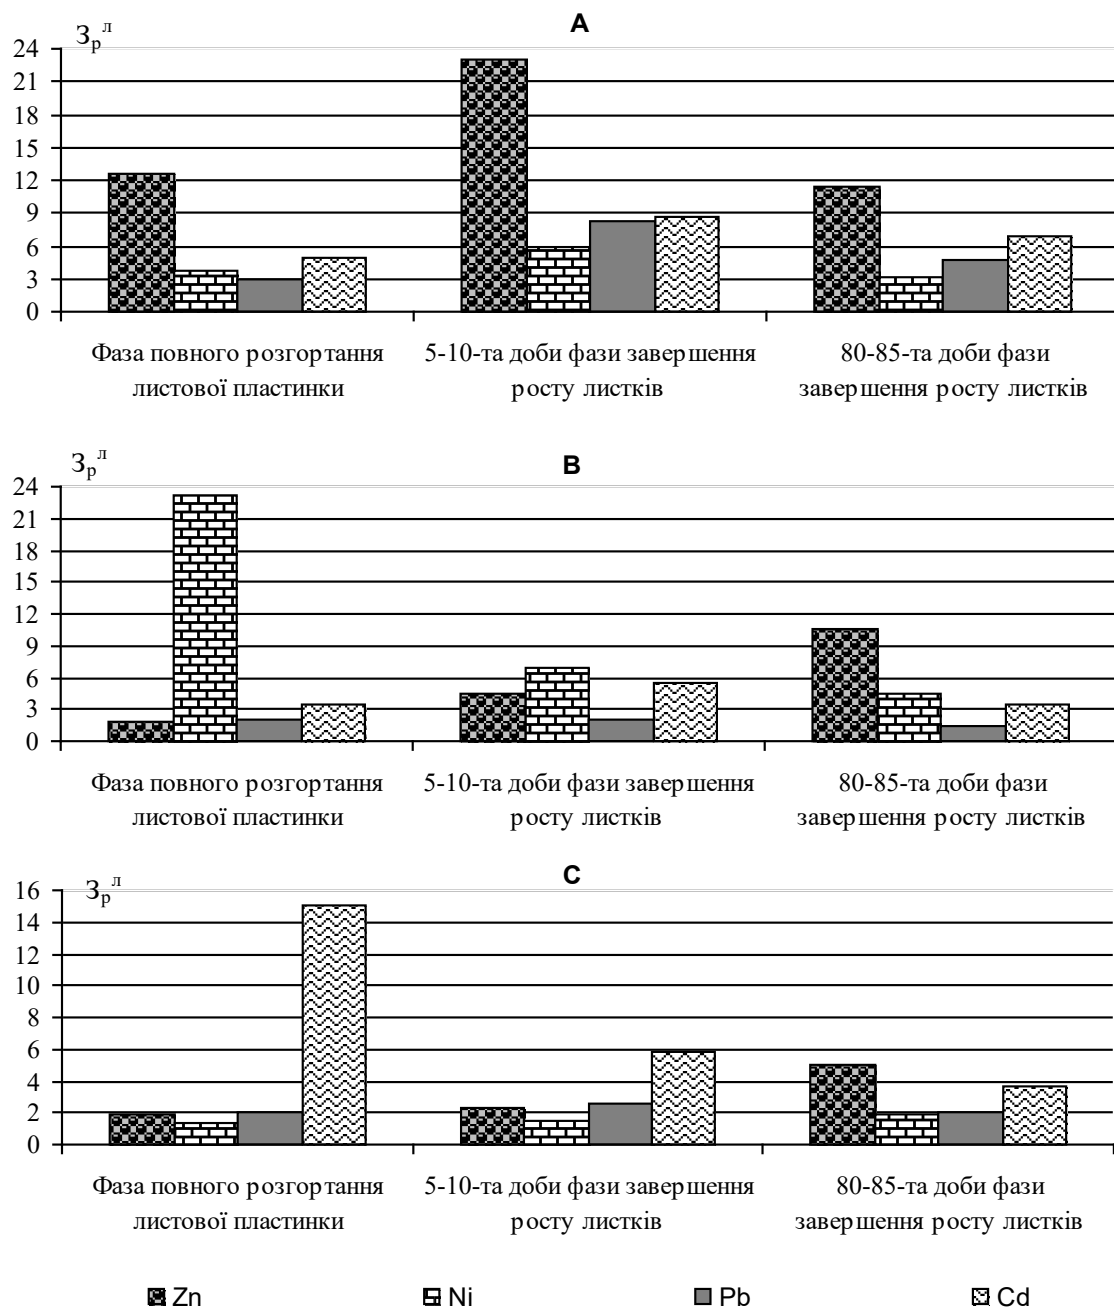 З_р^л
A
24
21
18
15
12
9
6
3
0
Фаза повного розгортання 5-10-та доби фази завершення 80-85-та доби фази
листової пластинки росту листків завершення росту листків
З_р^л
B
24
21
18
15
12
9
6
3
0
Фаза повного розгортання 5-10-та доби фази завершення 80-85-та доби фази
листової пластинки росту листків завершення росту листків
З_р^л
C
16
14
12
10
8
6
4
2
0
Фаза повного розгортання 5-10-та доби фази завершення 80-85-та доби фази
листової пластинки росту листків завершення росту листків
Zn Ni Pb Cd